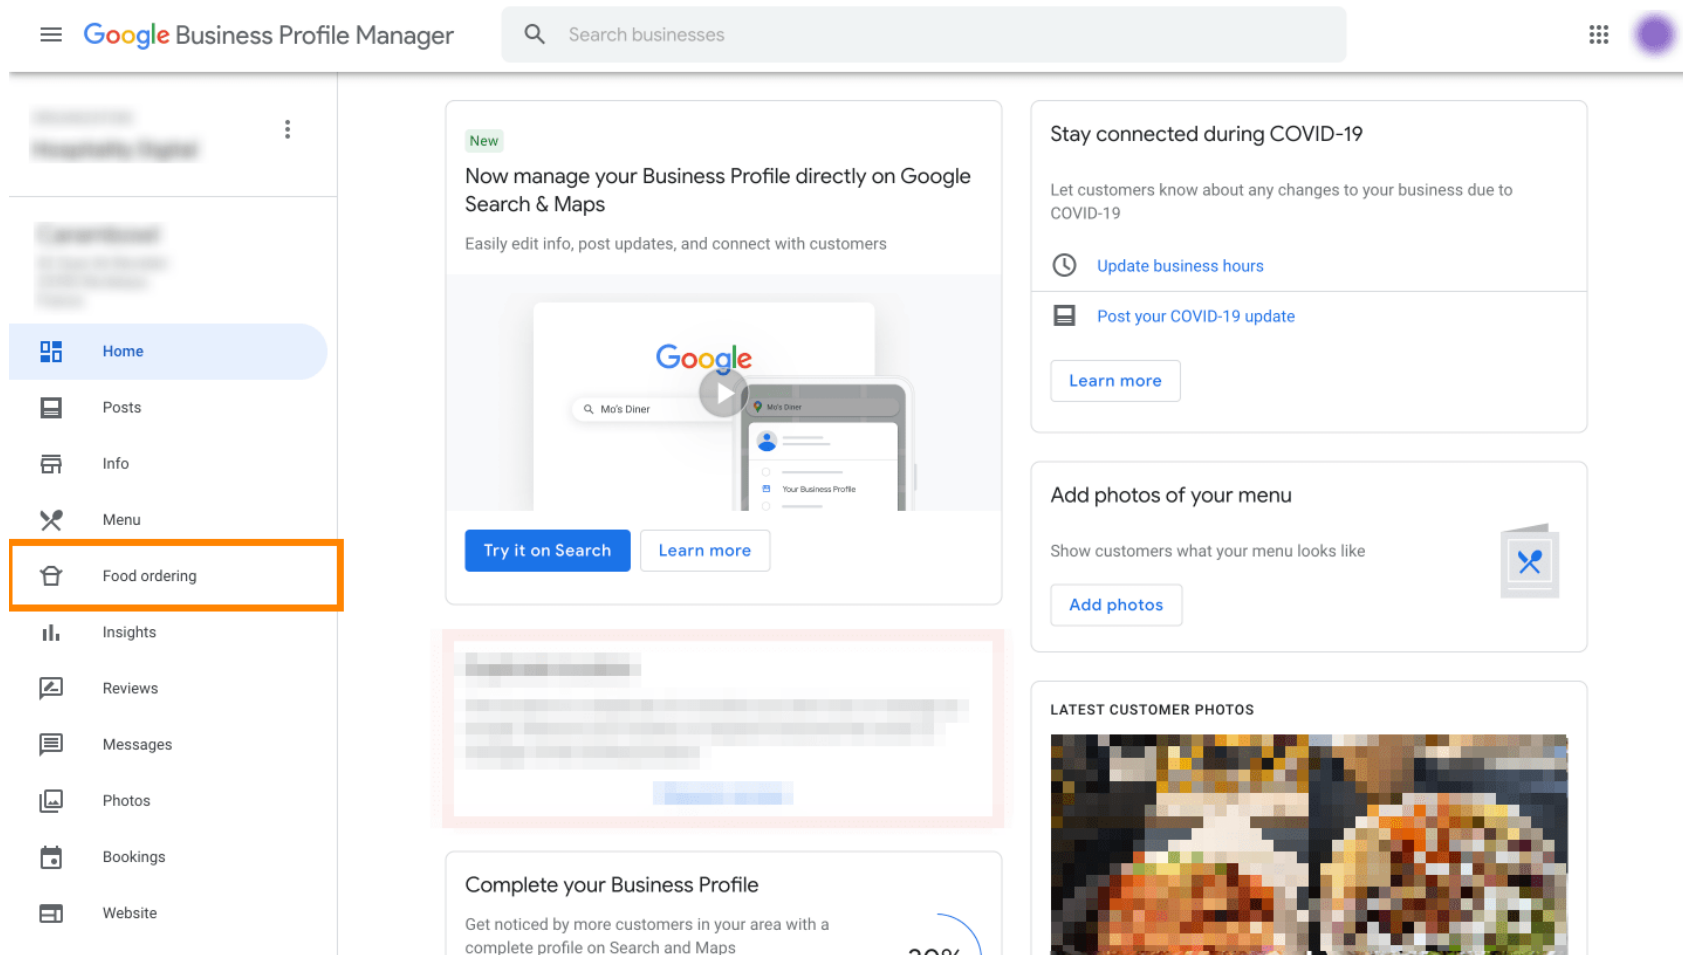 Google Business Profile Manager
Search businesses
Home
Posts
Info
Menu
Food ordering
Insights
Reviews
Messages
Photos
Bookings
Website
New
Now manage your Business Profile directly on Google
Search & Maps
Easily edit info, post updates, and connect with customers
Google
Mo's Diner
Mo's Diner
Your Business Profile
Try it on Search
Learn more
Complete your Business Profile
Get noticed by more customers in your area with a
complete profile on Search and Maps
Stay connected during COVID-19
Let customers know about any changes to your business due to
COVID-19
Update business hours
Post your COVID-19 update
Learn more
Add photos of your menu
Show customers what your menu looks like
Add photos
LATEST CUSTOMER PHOTOS